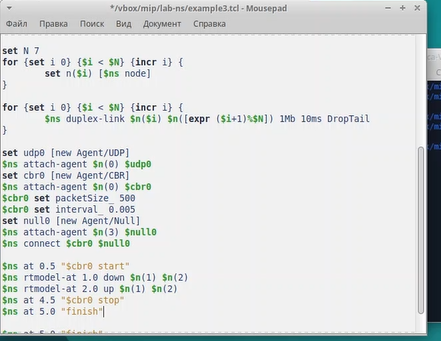 */vbox/mip/lab-ns/example3.tcl - Mousepad
Файл Правка Поиск Вид Документ Справка
set N 7
for {set i 0} {$i < $N} {incr i} {
set n($i) [$ns node]
}
for {set i 0} {$i < $N} {incr i} {
$ns duplex-link $n($i) $n([expr ($i+1)%$N]) 1Mb 10ms DropTail
}
set udp0 [new Agent/UDP]
$ns attach-agent $n(0) $udp0
set cbr0 [new Agent/CBR]
$ns attach-agent $n(0) $cbr0
$cbr0 set packetSize_ 500
$cbr0 set interval_ 0.005
set null0 [new Agent/Null]
$ns attach-agent $n(3) $null0
$ns connect $cbr0 $null0
$ns at 0.5 "$cbr0 start"
$ns rtmodel-at 1.0 down $n(1) $n(2)
$ns rtmodel-at 2.0 up $n(1) $n(2)
$ns at 4.5 "$cbr0 stop"
$ns at 5.0 "finish"